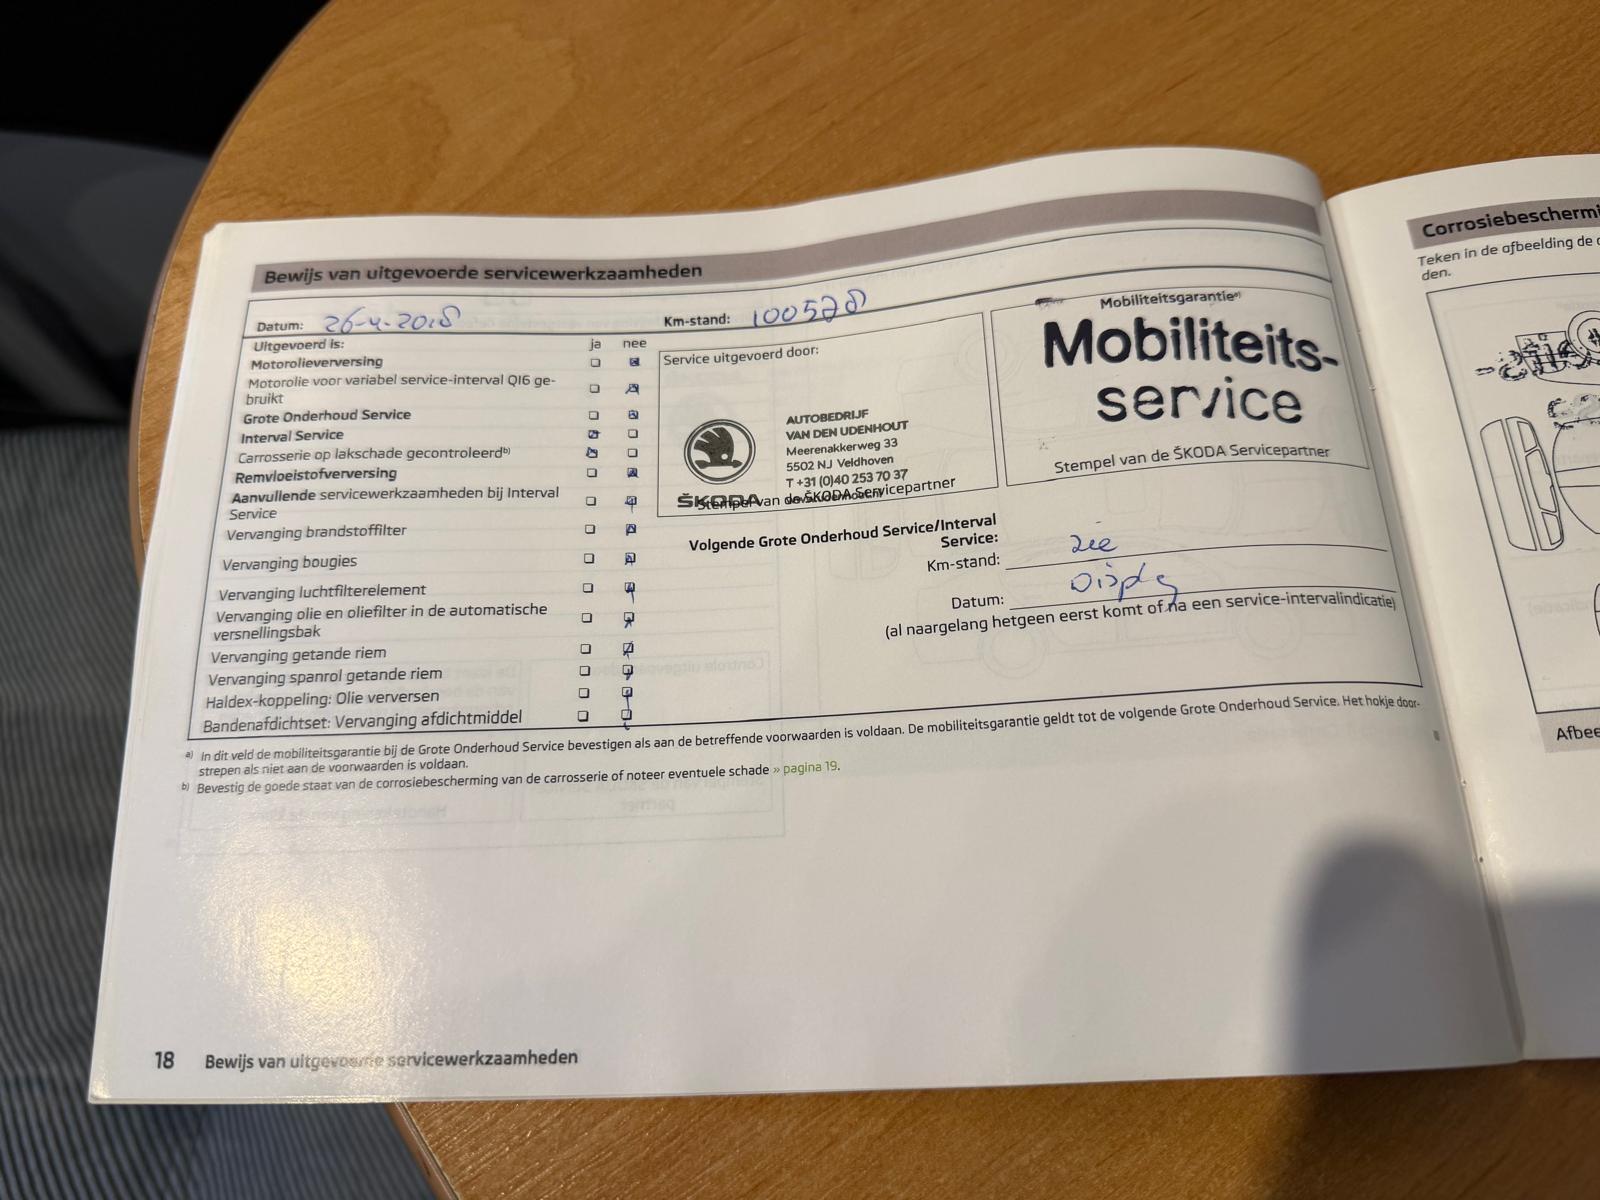 Bewijs van uitgevoerde servicewerkzaamheden
Datum: 26-4-2018
Km-stand: 100528
Uitgevoerd is: ja nee
Motorolieverversing
Motorolie voor variabel service-interval QI6 ge-
bruikt
Grote Onderhoud Service
Interval Service
Carrosserie op lakschade gecontroleerd b)
Remvloeistofverversing
Aanvullende servicewerkzaamheden bij Interval
Service
Vervanging brandstoffilter
Vervanging bougies
Vervanging luchtfilterelement
Vervanging olie en oliefilter in de automatische
versnellingsbak
Vervanging getande riem
Vervanging spanrol getande riem
Haldex-koppeling: Olie verversen
Bandenafdichtset: Vervanging afdichtmiddel
Service uitgevoerd door:
AUTOBEDRIJF
VAN DEN UDENHOUT
Meerenakkerweg 33
5502 NJ Veldhoven
T +31 (0)40 253 70 37
ŠKODA
Stempel van de ŠKODA Servicepartner
Mobiliteitsgarantie a)
Mobiliteits-
service
Stempel van de ŠKODA Servicepartner
Volgende Grote Onderhoud Service/Interval
Service:
Km-stand: zie
Datum: Display
(al naargelang hetgeen eerst komt of na een service-intervalindicatie)
a) In dit veld de mobiliteitsgarantie bij de Grote Onderhoud Service bevestigen als aan de betreffende voorwaarden is voldaan. De mobiliteitsgarantie geldt tot de volgende Grote Onderhoud Service. Het hokje door-
strepen als niet aan de voorwaarden is voldaan.
b) Bevestig de goede staat van de corrosiebescherming van de carrosserie of noteer eventuele schade » pagina 19.
18 Bewijs van uitgevoerde servicewerkzaamheden
Corrosiebeschermi
Teken in de afbeelding de
den.
Afbee